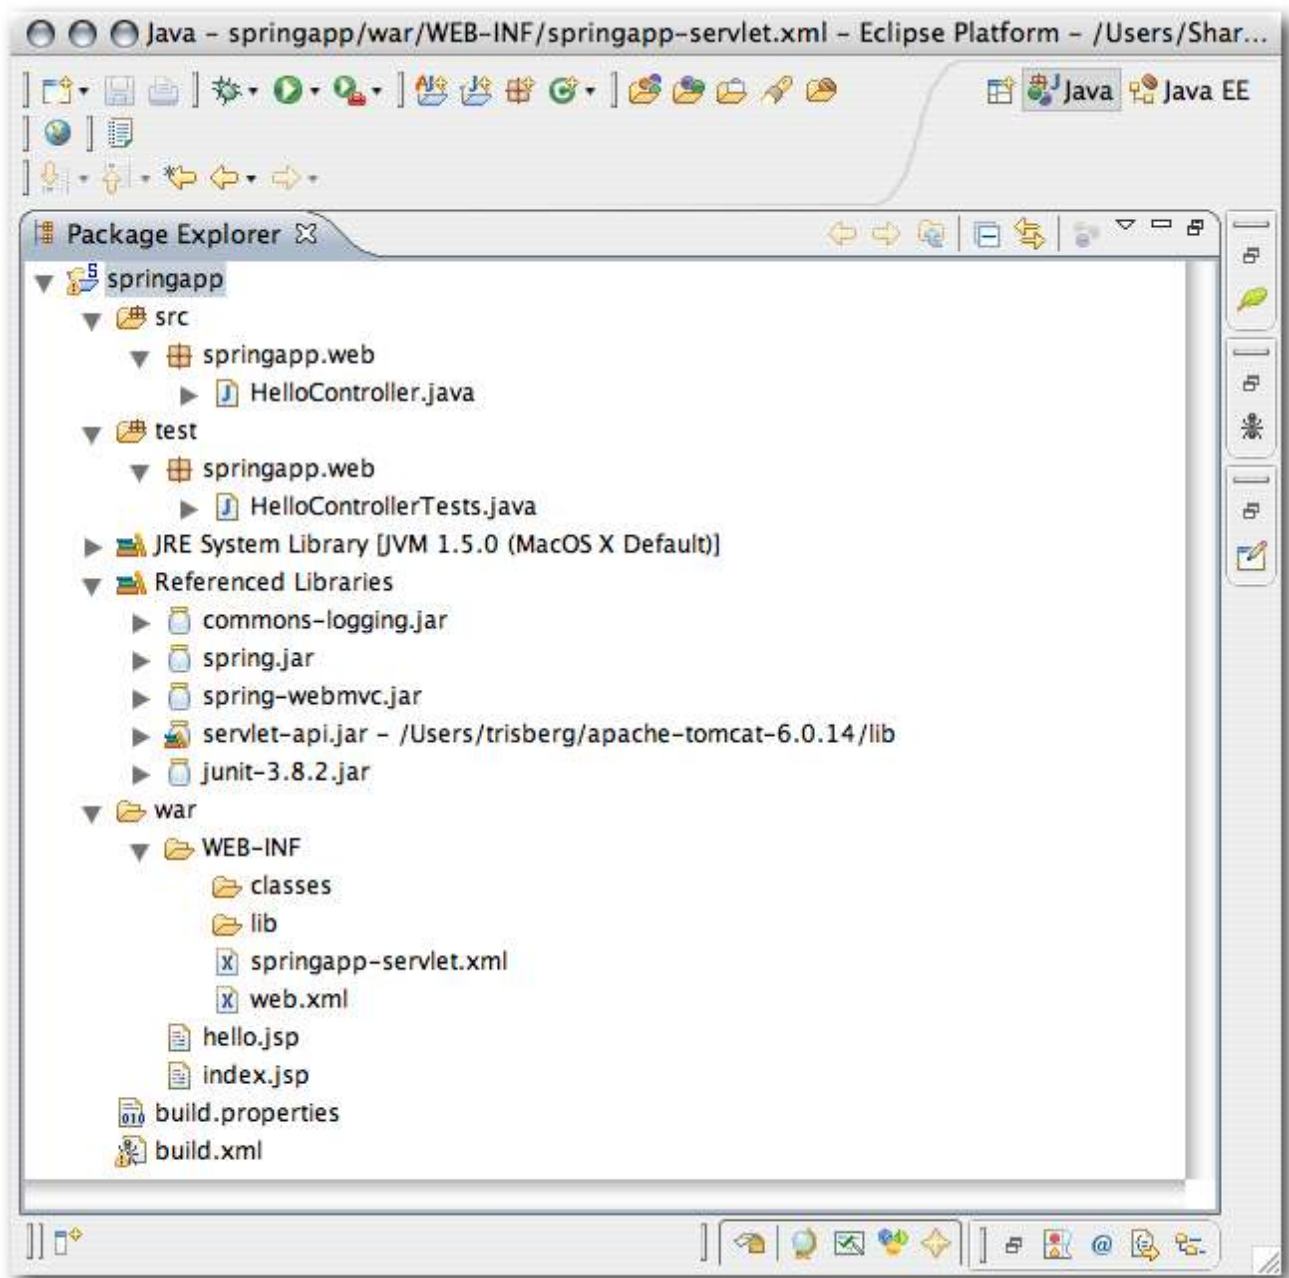 Java – springapp/war/WEB-INF/springapp-servlet.xml – Eclipse Platform – /Users/Shar...
Java Java EE
Package Explorer
springapp
src
springapp.web
HelloController.java
test
springapp.web
HelloControllerTests.java
JRE System Library [JVM 1.5.0 (MacOS X Default)]
Referenced Libraries
commons-logging.jar
spring.jar
spring-webmvc.jar
servlet-api.jar – /Users/trisberg/apache-tomcat-6.0.14/lib
junit-3.8.2.jar
war
WEB-INF
classes
lib
springapp-servlet.xml
web.xml
hello.jsp
index.jsp
build.properties
build.xml